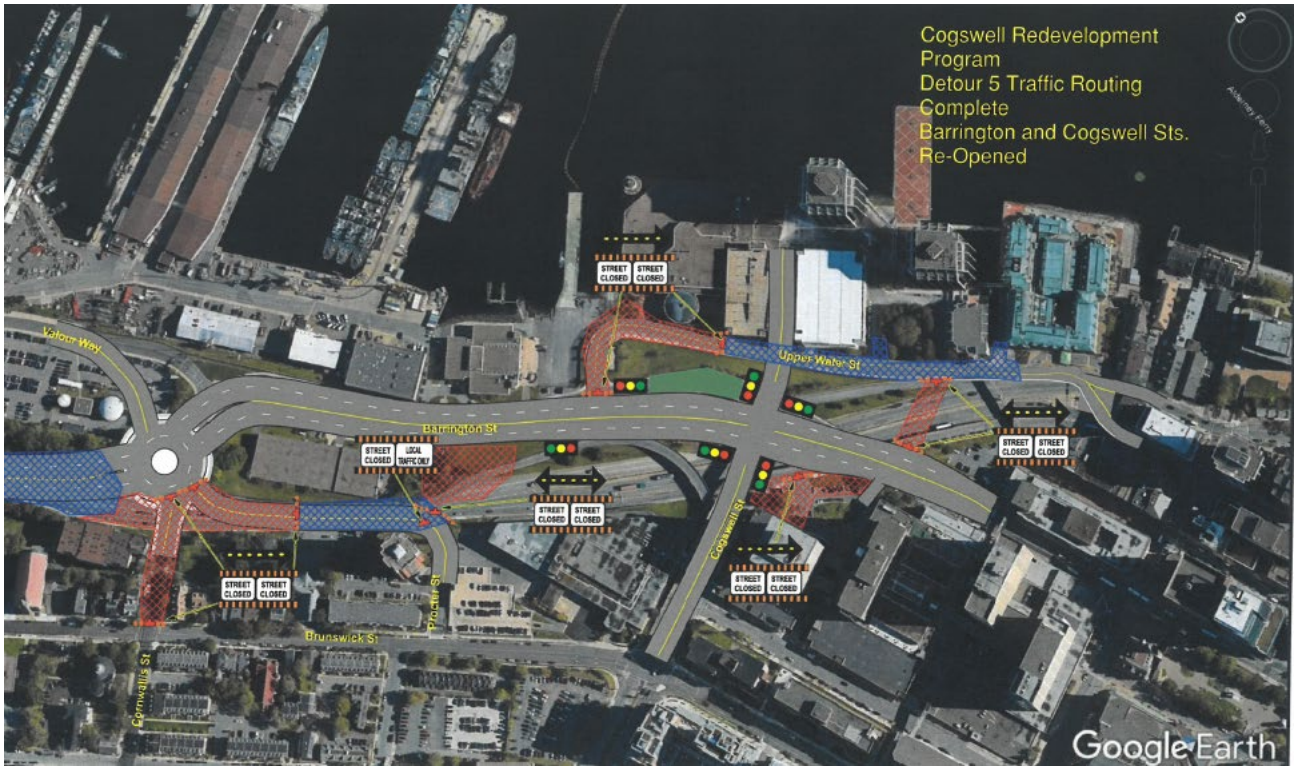 Cogswell Redevelopment
Program
Detour 5 Traffic Routing
Complete
Barrington and Cogswell Sts.
Re-Opened
Alderney Ferry
STREET CLOSED
STREET CLOSED
Valour Way
Upper Water St
Barrington St
STREET CLOSED
LOCAL TRAFFIC ONLY
STREET CLOSED
STREET CLOSED
STREET CLOSED
STREET CLOSED
Cogswell St
STREET CLOSED
STREET CLOSED
STREET CLOSED
STREET CLOSED
Proctor St
Brunswick St
Cornwallis St
Google Earth